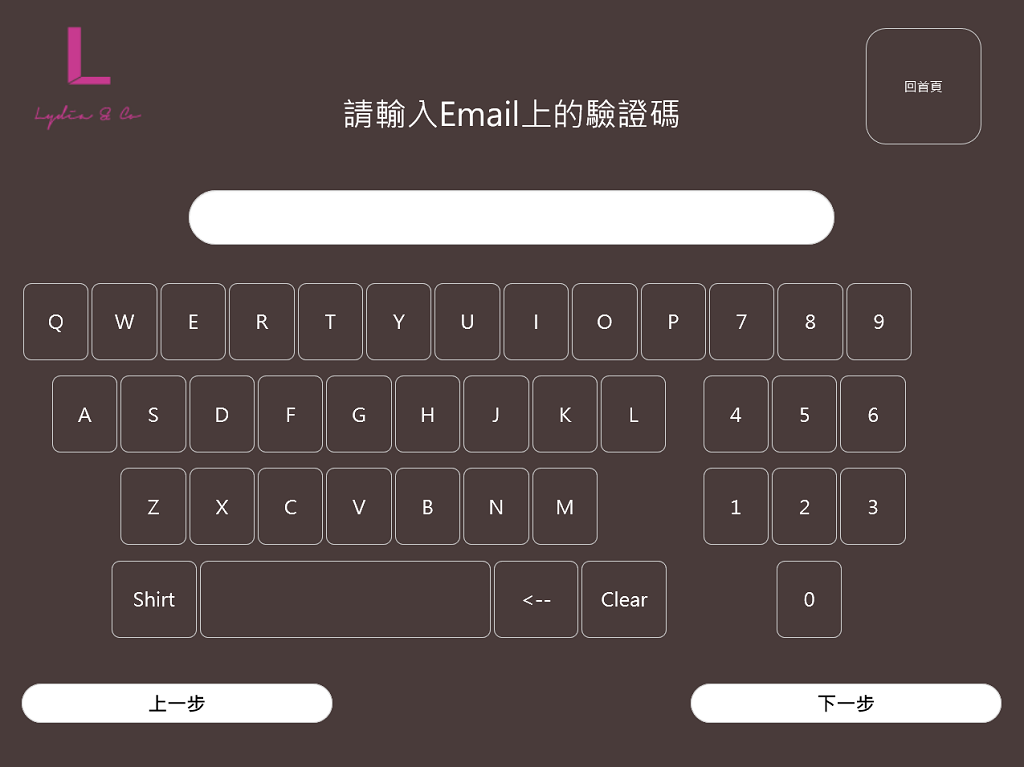 L
Lydia & Co
請輸入Email上的驗證碼
回首頁
Q W E R T Y U I O P 7 8 9
A S D F G H J K L 4 5 6
Z X C V B N M 1 2 3
Shirt <-- Clear 0
上一步 下一步